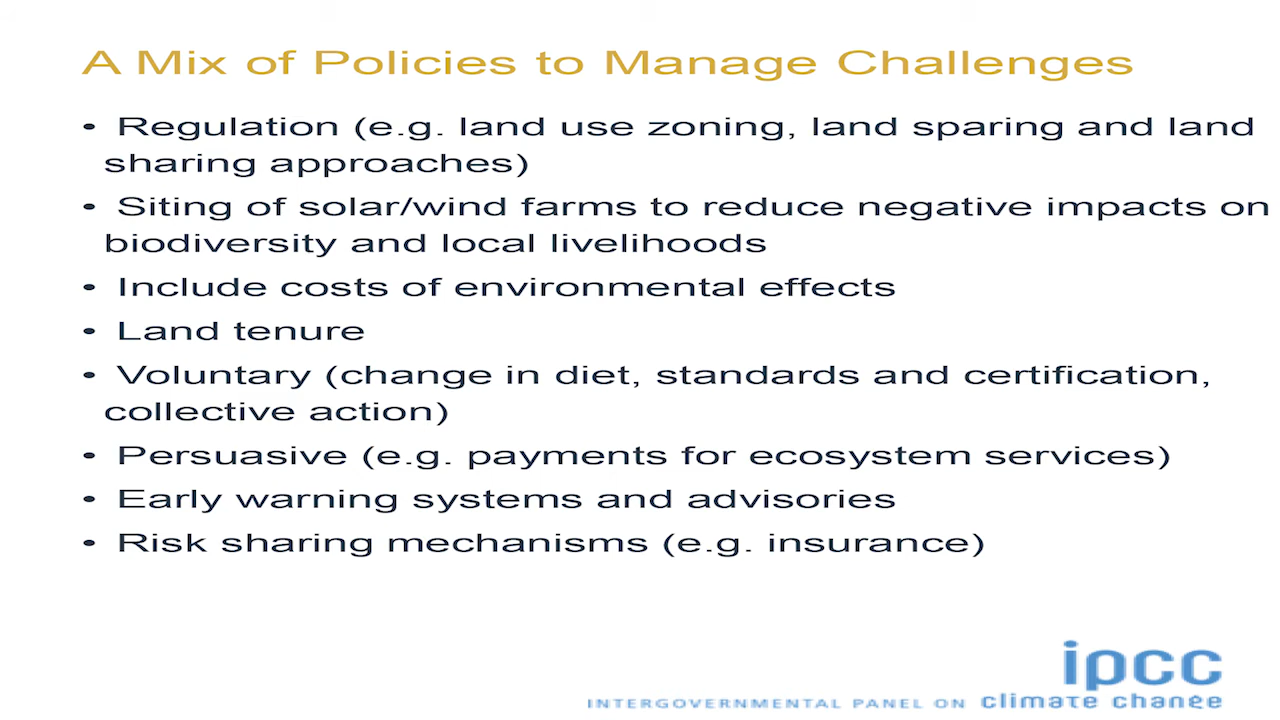 A Mix of Policies to Manage Challenges
• Regulation (e.g. land use zoning, land sparing and land
sharing approaches)
• Siting of solar/wind farms to reduce negative impacts on
biodiversity and local livelihoods
• Include costs of environmental effects
• Land tenure
• Voluntary (change in diet, standards and certification,
collective action)
• Persuasive (e.g. payments for ecosystem services)
• Early warning systems and advisories
• Risk sharing mechanisms (e.g. insurance)
ipcc
INTERGOVERNMENTAL PANEL ON climate change